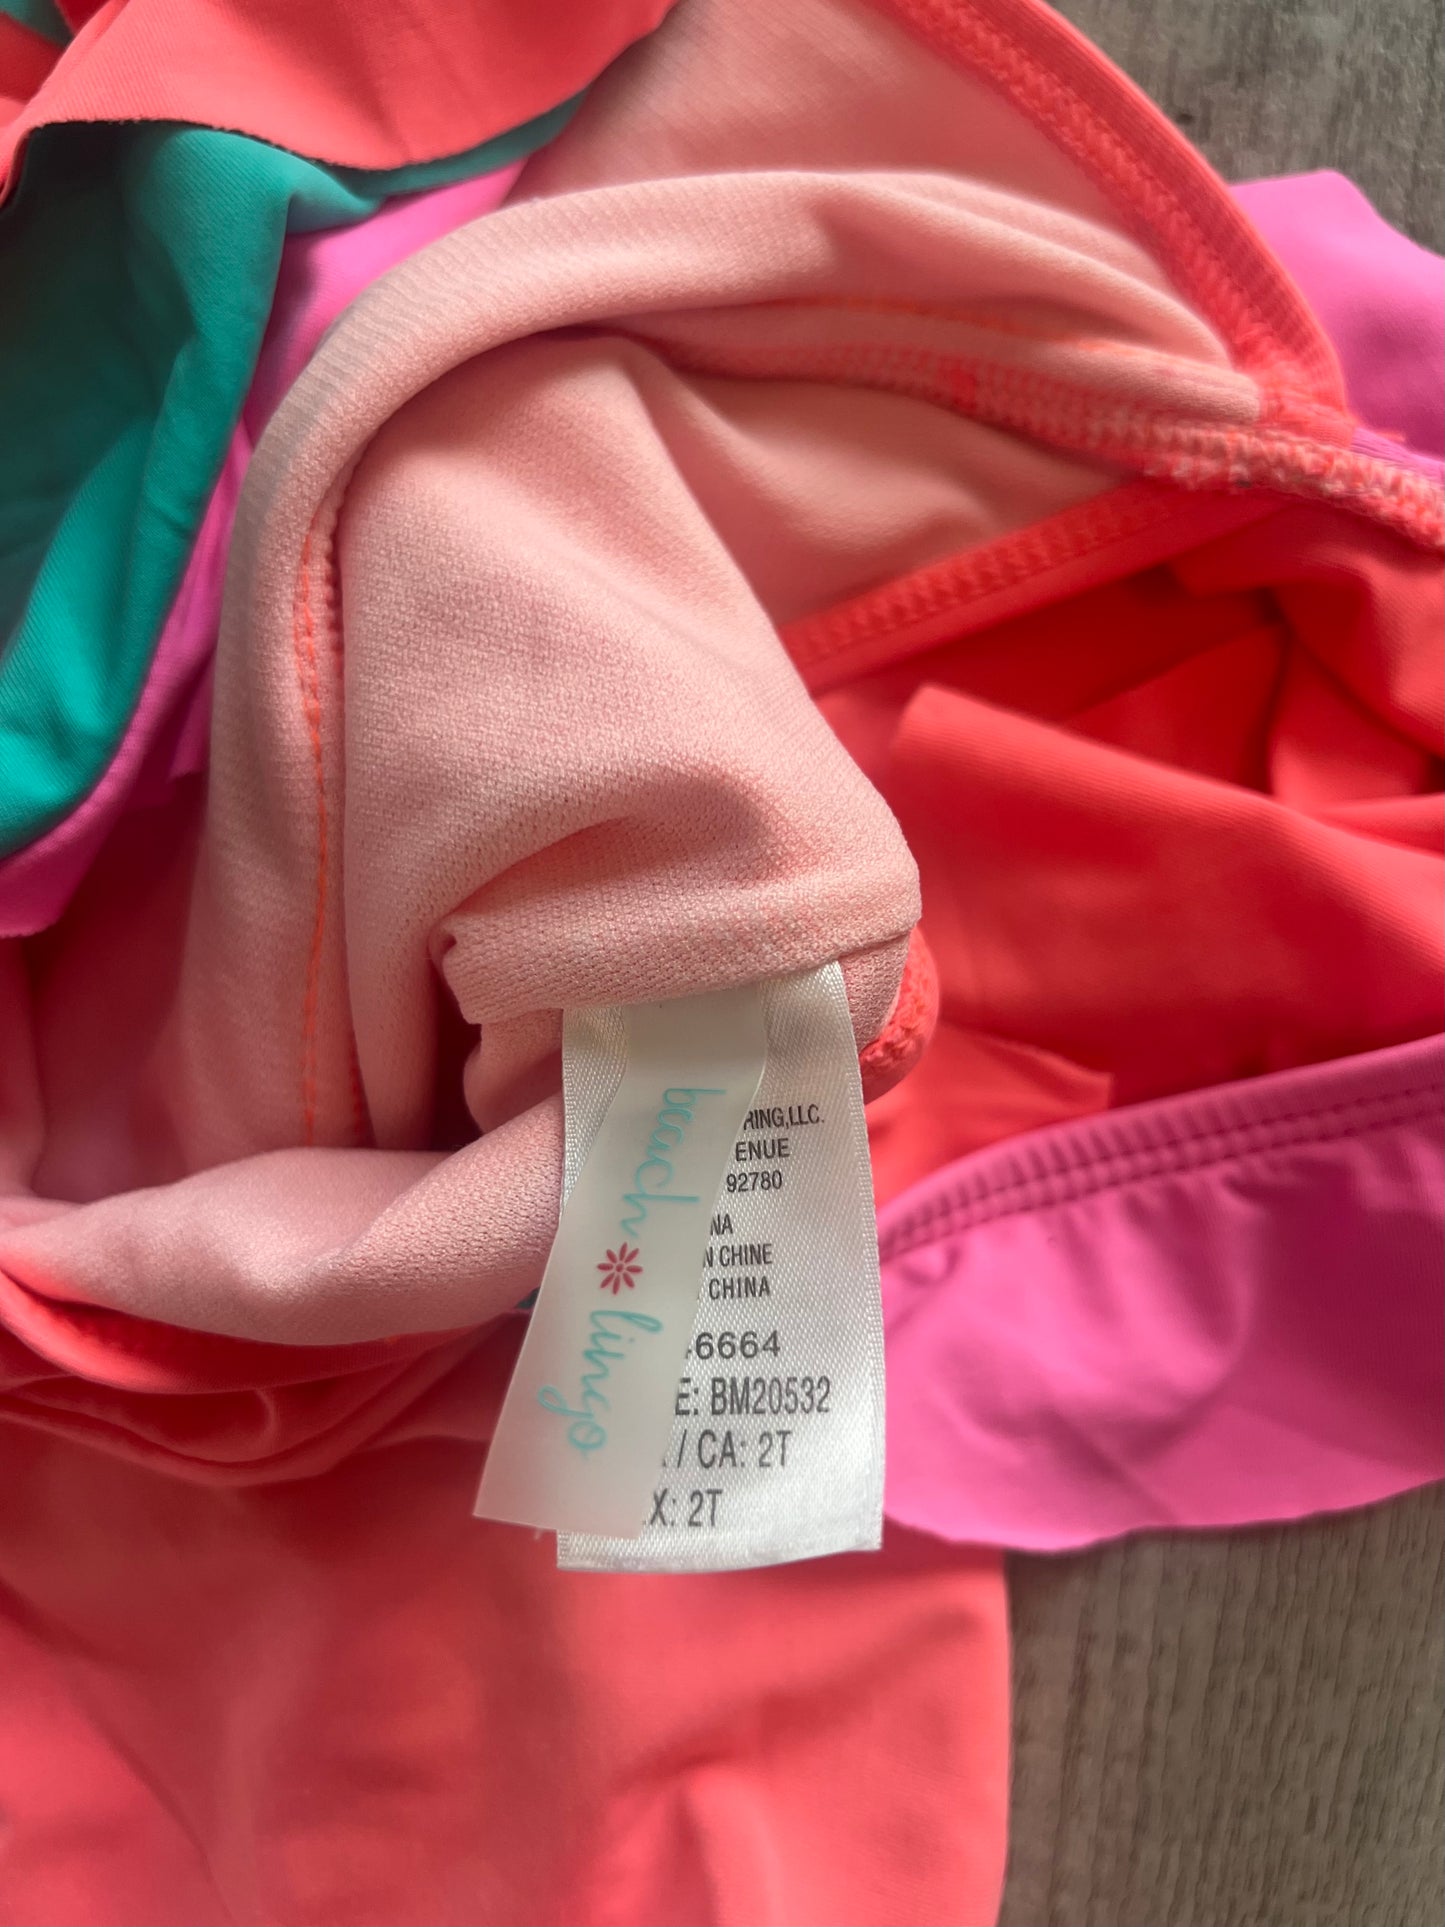 beach lingo
RING,LLC.
ENUE
92780
NA
N CHINE
CHINA
6664
E: BM20532
/ CA: 2T
X: 2T